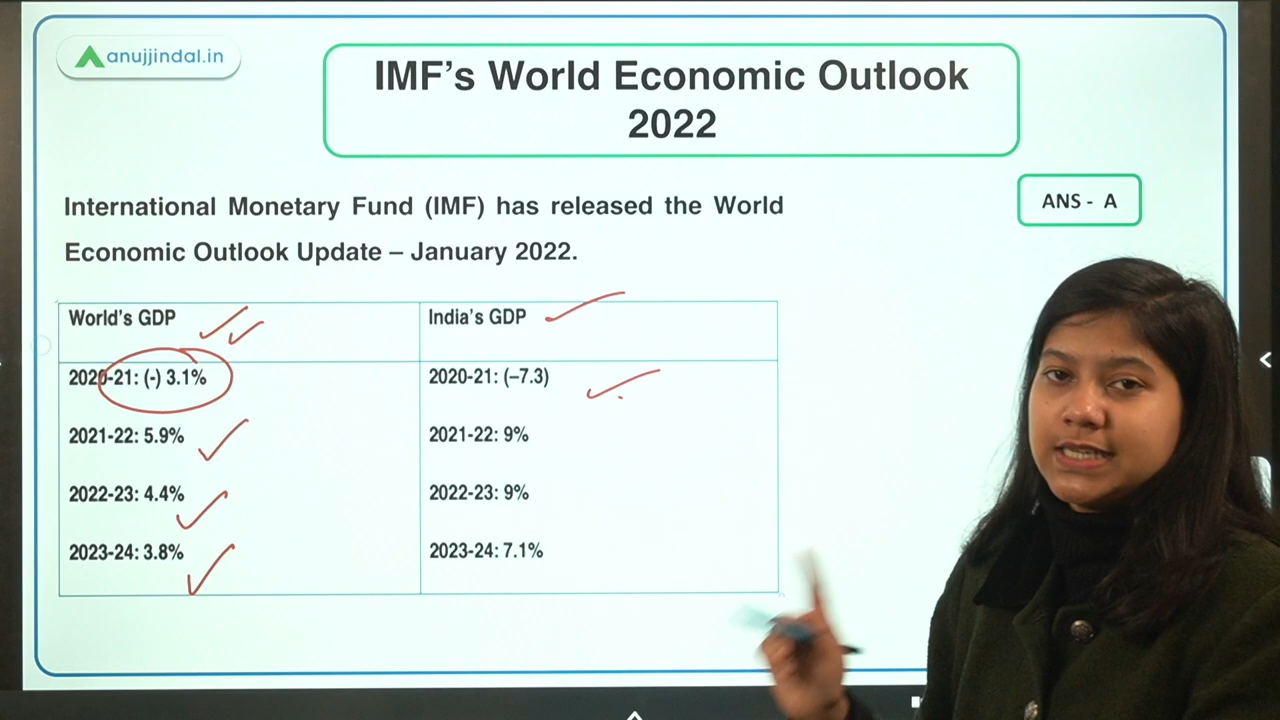 anujjindal.in
IMF's World Economic Outlook
2022
International Monetary Fund (IMF) has released the World
Economic Outlook Update – January 2022.
ANS - A
World's GDP
India's GDP
2020-21: (-) 3.1%
2020-21: (–7.3)
2021-22: 5.9%
2021-22: 9%
2022-23: 4.4%
2022-23: 9%
2023-24: 3.8%
2023-24: 7.1%